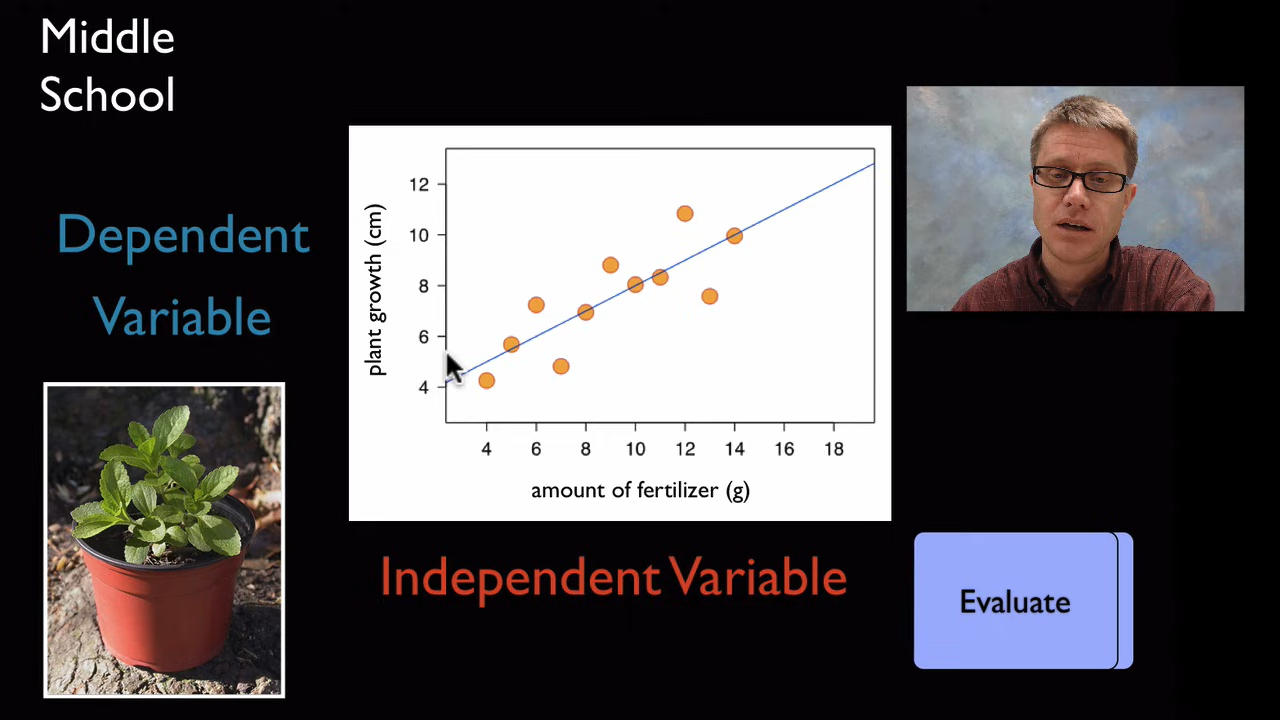 Middle
School
Dependent
Variable
plant growth (cm)
12
10
8
6
4
4 6 8 10 12 14 16 18
amount of fertilizer (g)
Independent Variable
Evaluate